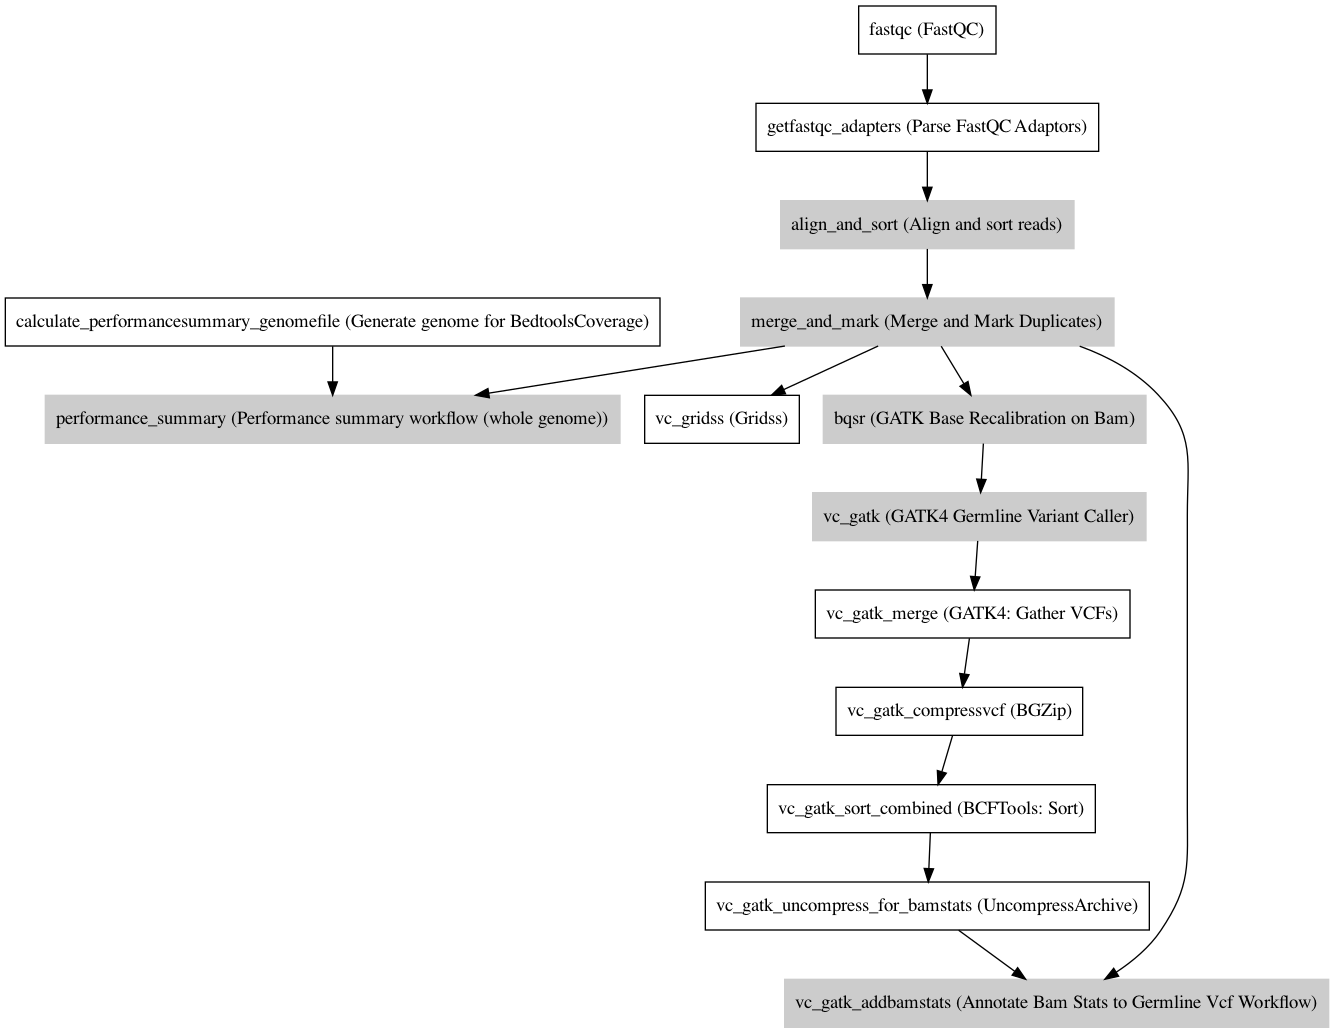 fastqc (FastQC)
getfastqc_adapters (Parse FastQC Adaptors)
align_and_sort (Align and sort reads)
calculate_performancesummary_genomefile (Generate genome for BedtoolsCoverage)
merge_and_mark (Merge and Mark Duplicates)
performance_summary (Performance summary workflow (whole genome))
vc_gridss (Gridss)
bqsr (GATK Base Recalibration on Bam)
vc_gatk (GATK4 Germline Variant Caller)
vc_gatk_merge (GATK4: Gather VCFs)
vc_gatk_compressvcf (BGZip)
vc_gatk_sort_combined (BCFTools: Sort)
vc_gatk_uncompress_for_bamstats (UncompressArchive)
vc_gatk_addbamstats (Annotate Bam Stats to Germline Vcf Workflow)